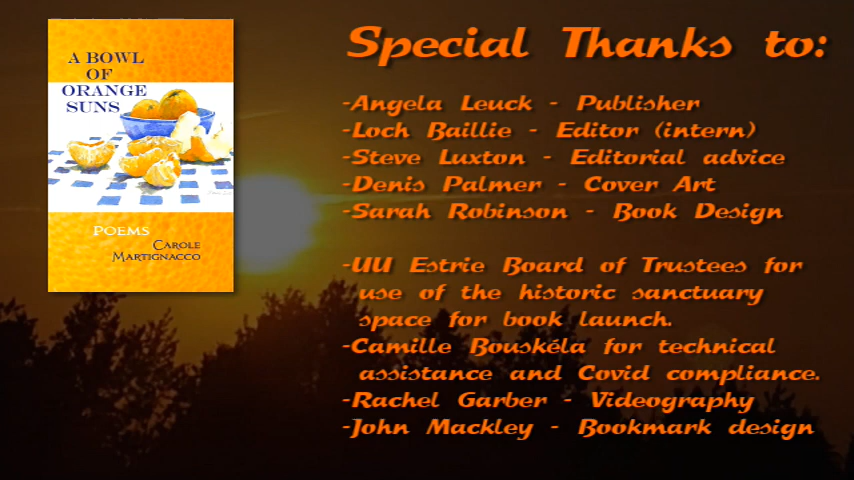 A BOWL
OF
ORANGE
SUNS
POEMS
CAROLE
MARTIGNACCO
Special Thanks to:
-Angela Leuck - Publisher
-Loch Baillie - Editor (intern)
-Steve Luxton - Editorial advice
-Denis Palmer - Cover Art
-Sarah Robinson - Book Design
-UU Estrie Board of Trustees for
use of the historic sanctuary
space for book launch.
-Camille Bouskéla for technical
assistance and Covid compliance.
-Rachel Garber - Videography
-John Mackley - Bookmark design